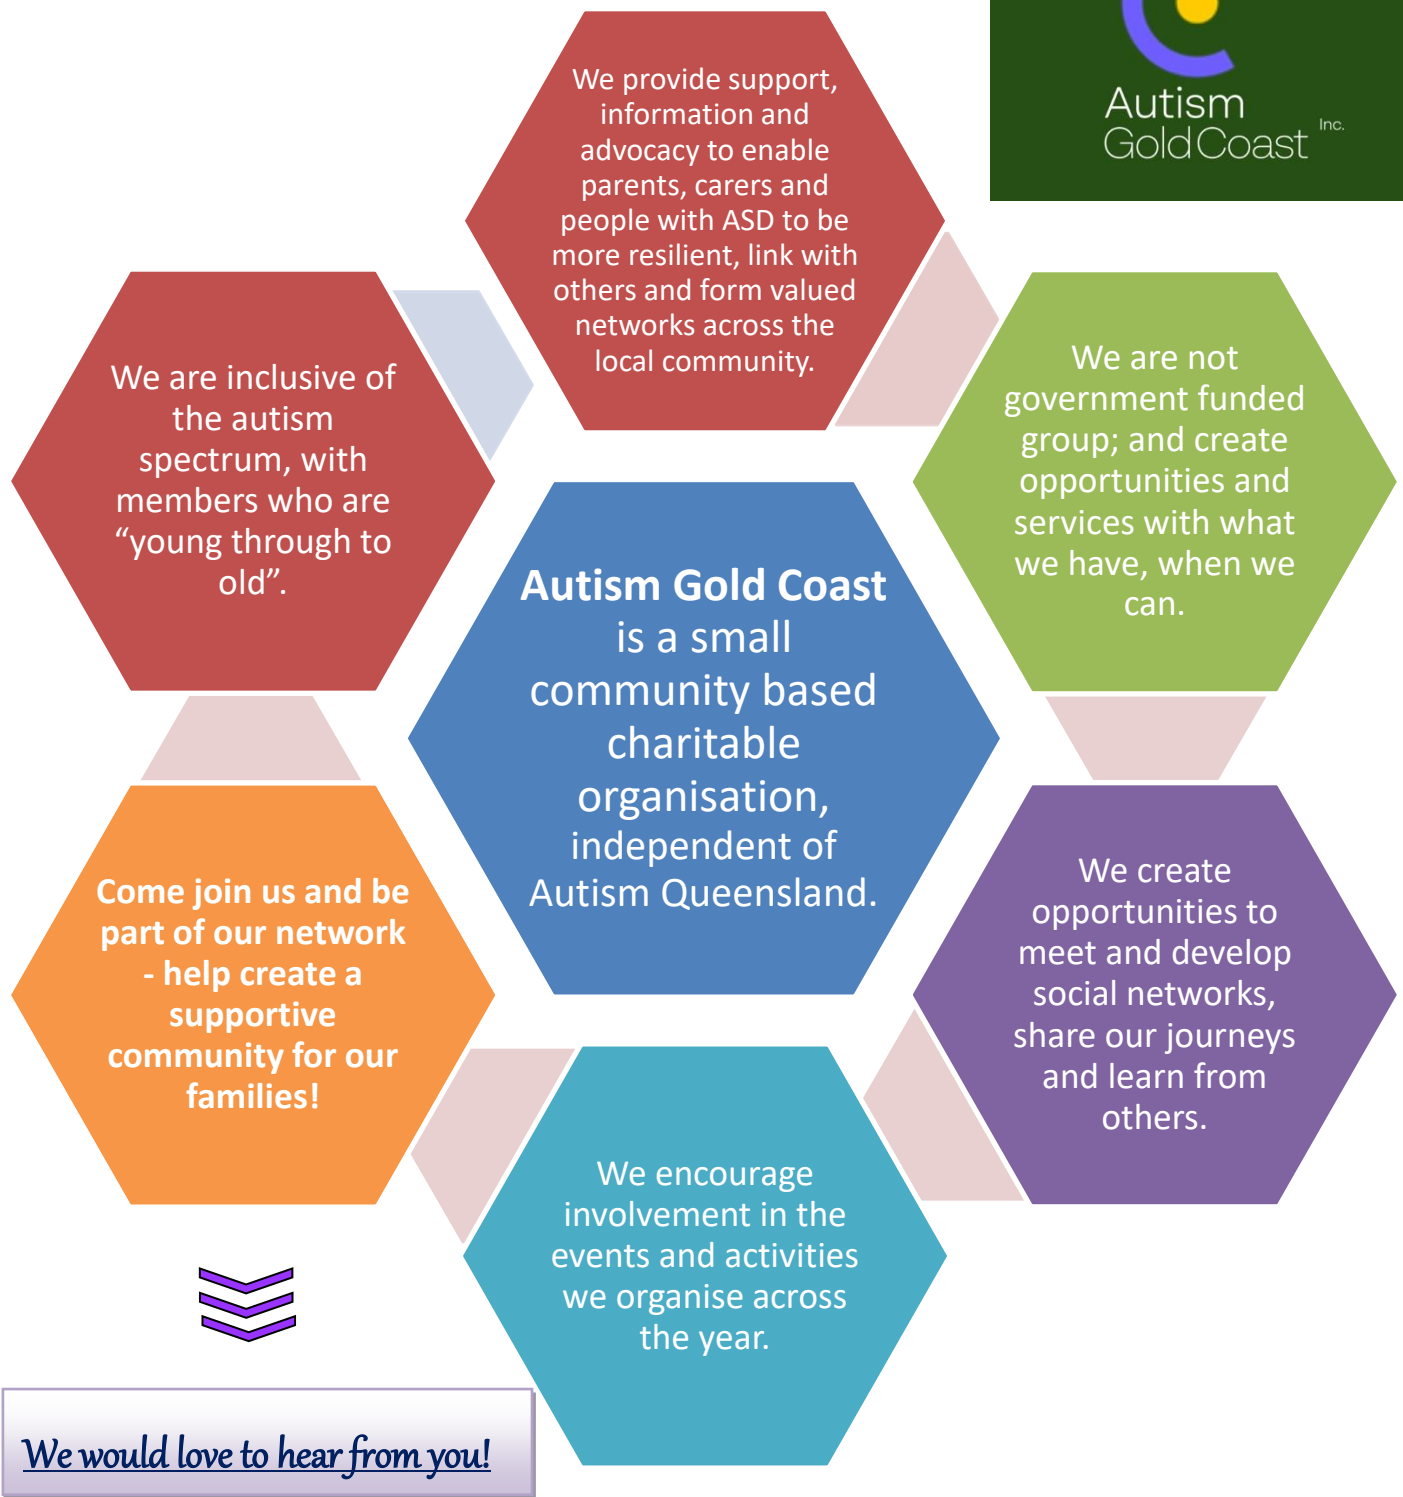 Autism
Gold Coast Inc.
We provide support,
information and
advocacy to enable
parents, carers and
people with ASD to be
more resilient, link with
others and form valued
networks across the
local community.
We are not
government funded
group; and create
opportunities and
services with what
we have, when we
can.
We create
opportunities to
meet and develop
social networks,
share our journeys
and learn from
others.
We encourage
involvement in the
events and activities
we organise across
the year.
Come join us and be
part of our network
- help create a
supportive
community for our
families!
We are inclusive of
the autism
spectrum, with
members who are
“young through to
old”.
Autism Gold Coast
is a small
community based
charitable
organisation,
independent of
Autism Queensland.
We would love to hear from you!